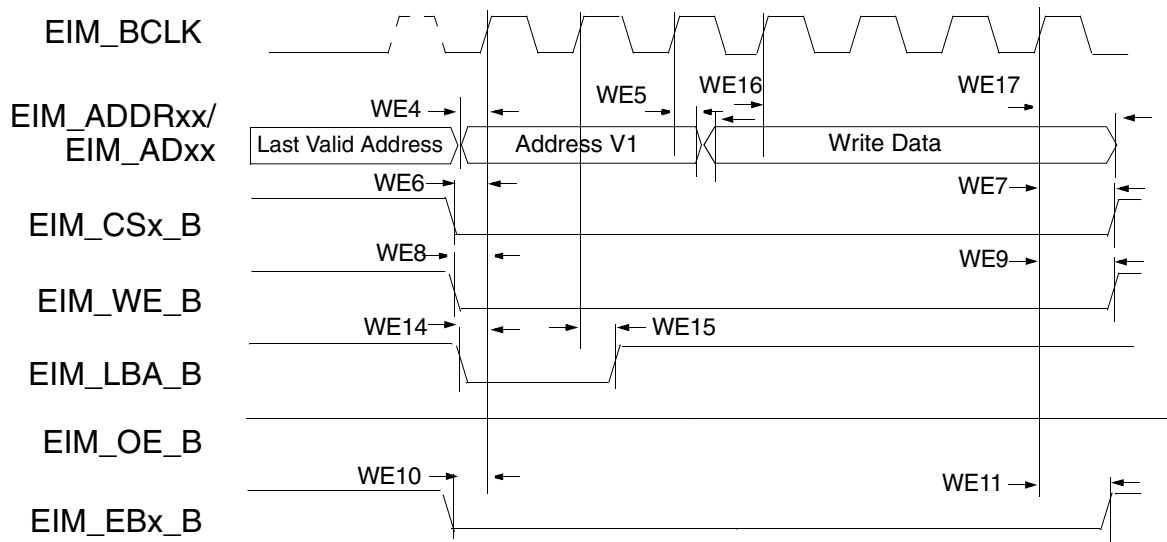 EIM_BCLK
WE4
WE5
WE16
WE17
EIM_ADDRxx/
EIM_ADxx
Last Valid Address
Address V1
Write Data
WE6
WE7
EIM_CSx_B
WE8
WE9
EIM_WE_B
WE14
WE15
EIM_LBA_B
EIM_OE_B
WE10
WE11
EIM_EBx_B